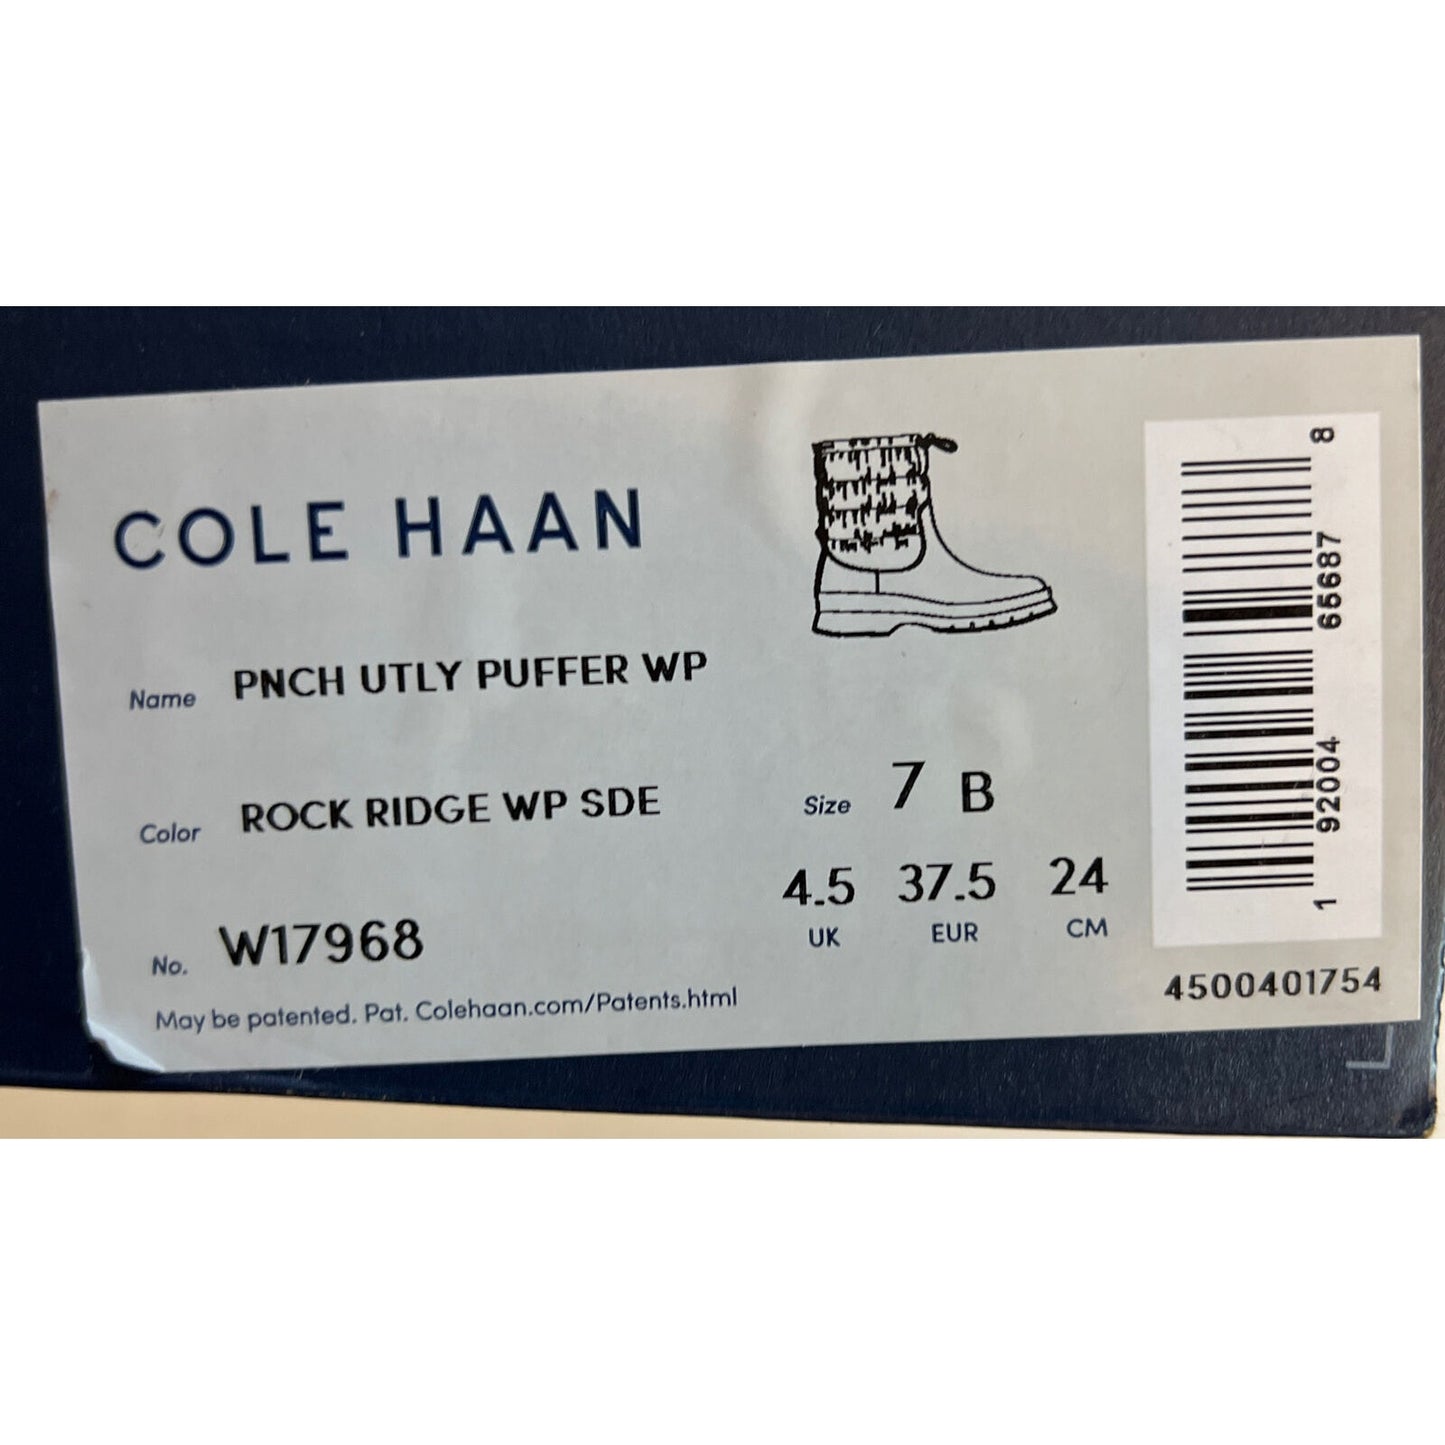 COLE HAAN
Name PNCH UTLY PUFFER WP
Color ROCK RIDGE WP SDE
Size 7 B
4.5 37.5 24
UK EUR CM
No. W17968
May be patented. Pat. Colehaan.com/Patents.html
1 92004 65687 8
4500401754